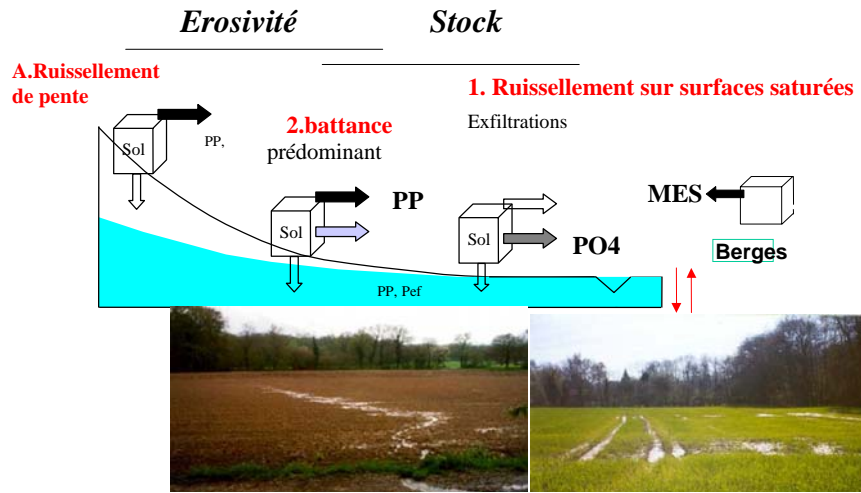 Erosivité
Stock
A.Ruissellement
de pente
1. Ruissellement sur surfaces saturées
Exfiltrations
2.battance
prédominant
Sol
PP,
Sol
PP
Sol
PO4
MES
Berges
PP, Pef